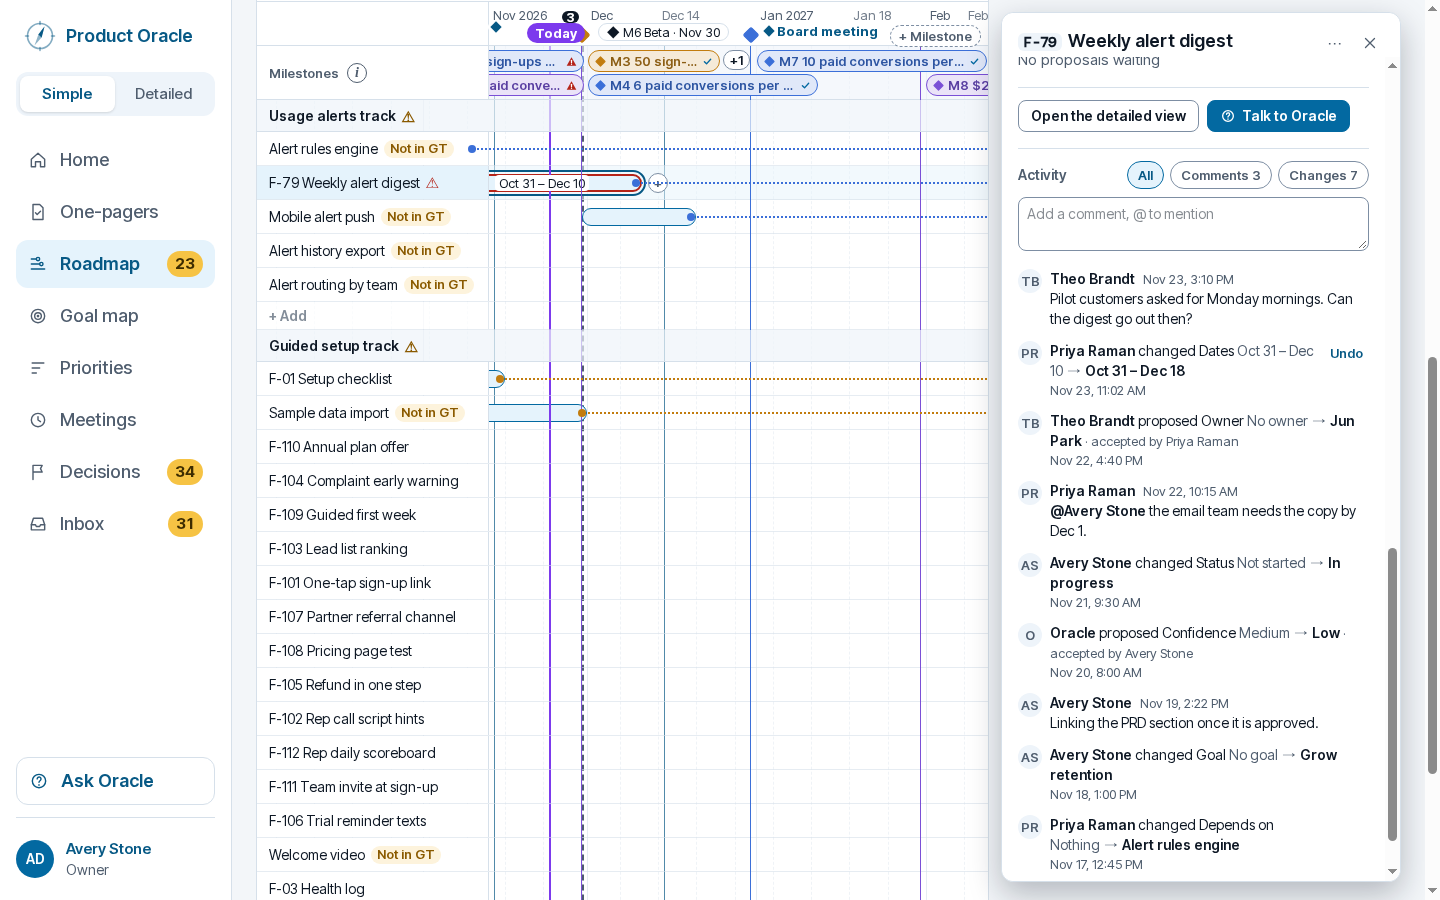 Product Oracle
Simple
Detailed
Home
One-pagers
Roadmap 23
Goal map
Priorities
Meetings
Decisions 34
Inbox 31
Ask Oracle
AD
Avery Stone
Owner
Nov 2026
3
Dec
Dec 14
Jan 2027
Jan 18
Feb
Feb
Today
M6 Beta · Nov 30
Board meeting
+ Milestone
Milestones i
sign-ups ...
M3 50 sign-...
+1
M7 10 paid conversions per...
aid conve...
M4 6 paid conversions per ...
M8 $2
Usage alerts track
Alert rules engine Not in GT
F-79 Weekly alert digest
Oct 31 – Dec 10
Mobile alert push Not in GT
Alert history export Not in GT
Alert routing by team Not in GT
+ Add
Guided setup track
F-01 Setup checklist
Sample data import Not in GT
F-110 Annual plan offer
F-104 Complaint early warning
F-109 Guided first week
F-103 Lead list ranking
F-101 One-tap sign-up link
F-107 Partner referral channel
F-108 Pricing page test
F-105 Refund in one step
F-102 Rep call script hints
F-112 Rep daily scoreboard
F-111 Team invite at sign-up
F-106 Trial reminder texts
Welcome video Not in GT
F-03 Health log
F-79 Weekly alert digest
No proposals waiting
Open the detailed view
Talk to Oracle
Activity
All
Comments 3
Changes 7
Add a comment, @ to mention
TB Theo Brandt Nov 23, 3:10 PM
Pilot customers asked for Monday mornings. Can
the digest go out then?
PR Priya Raman changed Dates Oct 31 – Dec
10 → Oct 31 – Dec 18
Undo
Nov 23, 11:02 AM
TB Theo Brandt proposed Owner No owner → Jun
Park · accepted by Priya Raman
Nov 22, 4:40 PM
PR Priya Raman Nov 22, 10:15 AM
@Avery Stone the email team needs the copy by
Dec 1.
AS Avery Stone changed Status Not started → In
progress
Nov 21, 9:30 AM
O Oracle proposed Confidence Medium → Low ·
accepted by Avery Stone
Nov 20, 8:00 AM
AS Avery Stone Nov 19, 2:22 PM
Linking the PRD section once it is approved.
AS Avery Stone changed Goal No goal → Grow
retention
Nov 18, 1:00 PM
PR Priya Raman changed Depends on
Nothing → Alert rules engine
Nov 17, 12:45 PM